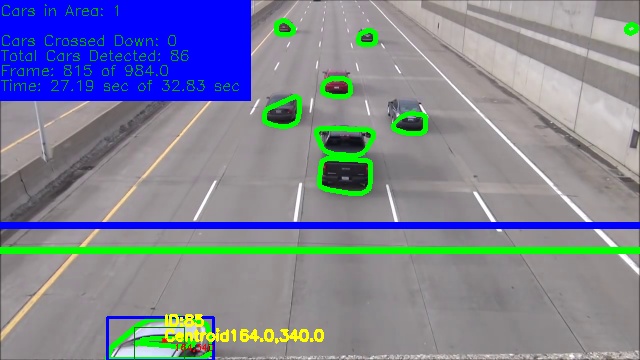 Cars in Area: 1
Cars Crossed Down: 0
Total Cars Detected: 86
Frame: 815 of 984.0
Time: 27.19 sec of 32.83 sec
ID:85
Centroid164.0,340.0